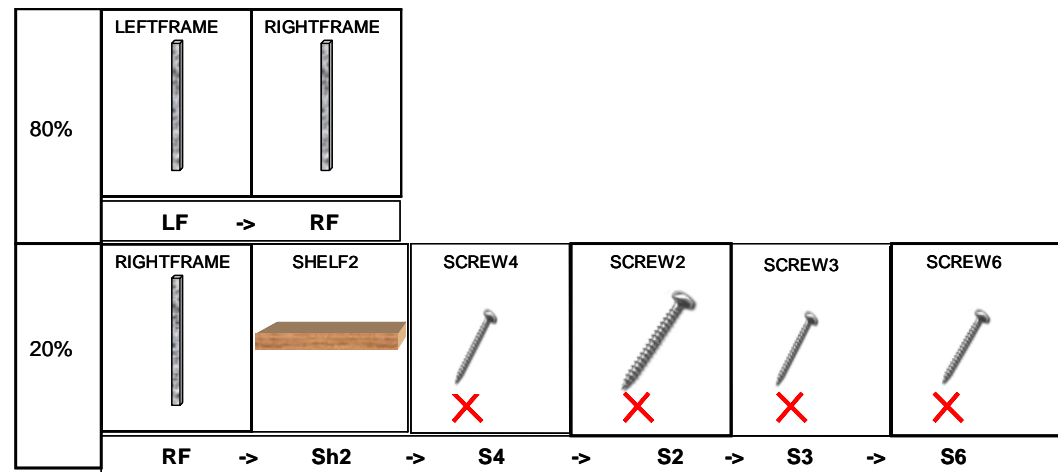 LEFTFRAME RIGHTFRAME
80%
LF -> RF
RIGHTFRAME SHELF2 SCREW4 SCREW2 SCREW3 SCREW6
20%
RF -> Sh2 -> S4 -> S2 -> S3 -> S6